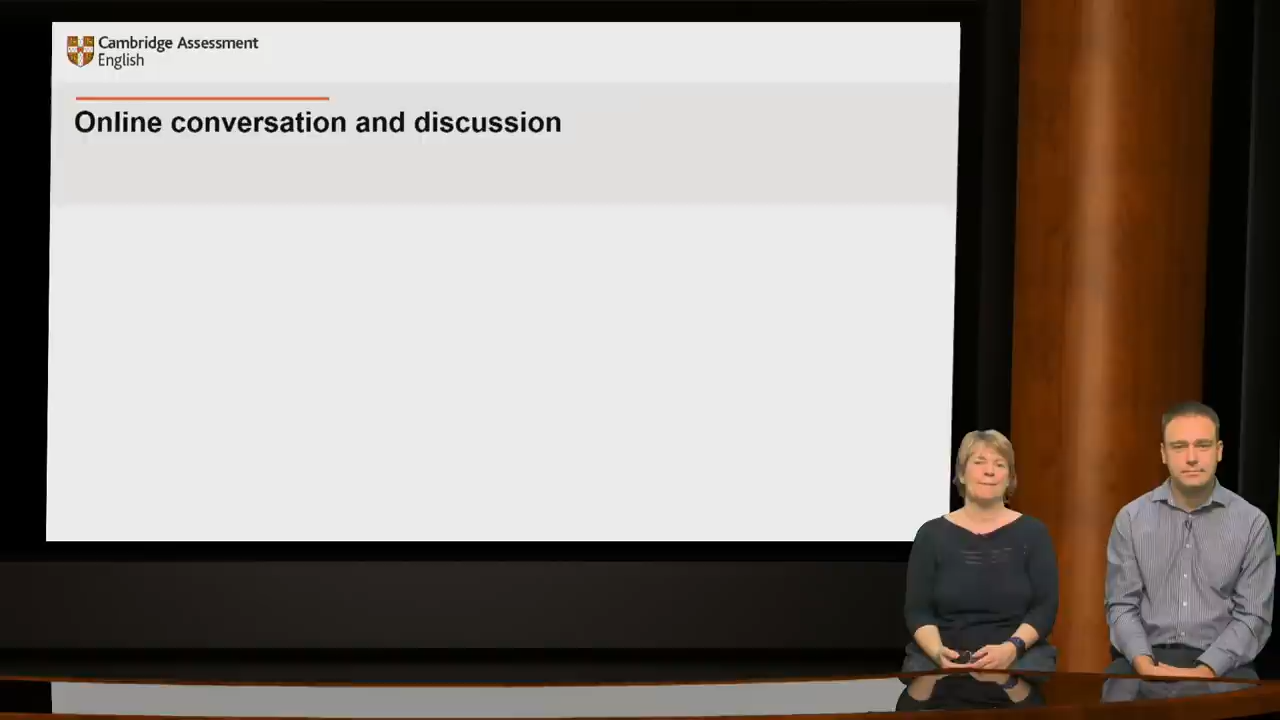 Cambridge Assessment
English
Online conversation and discussion